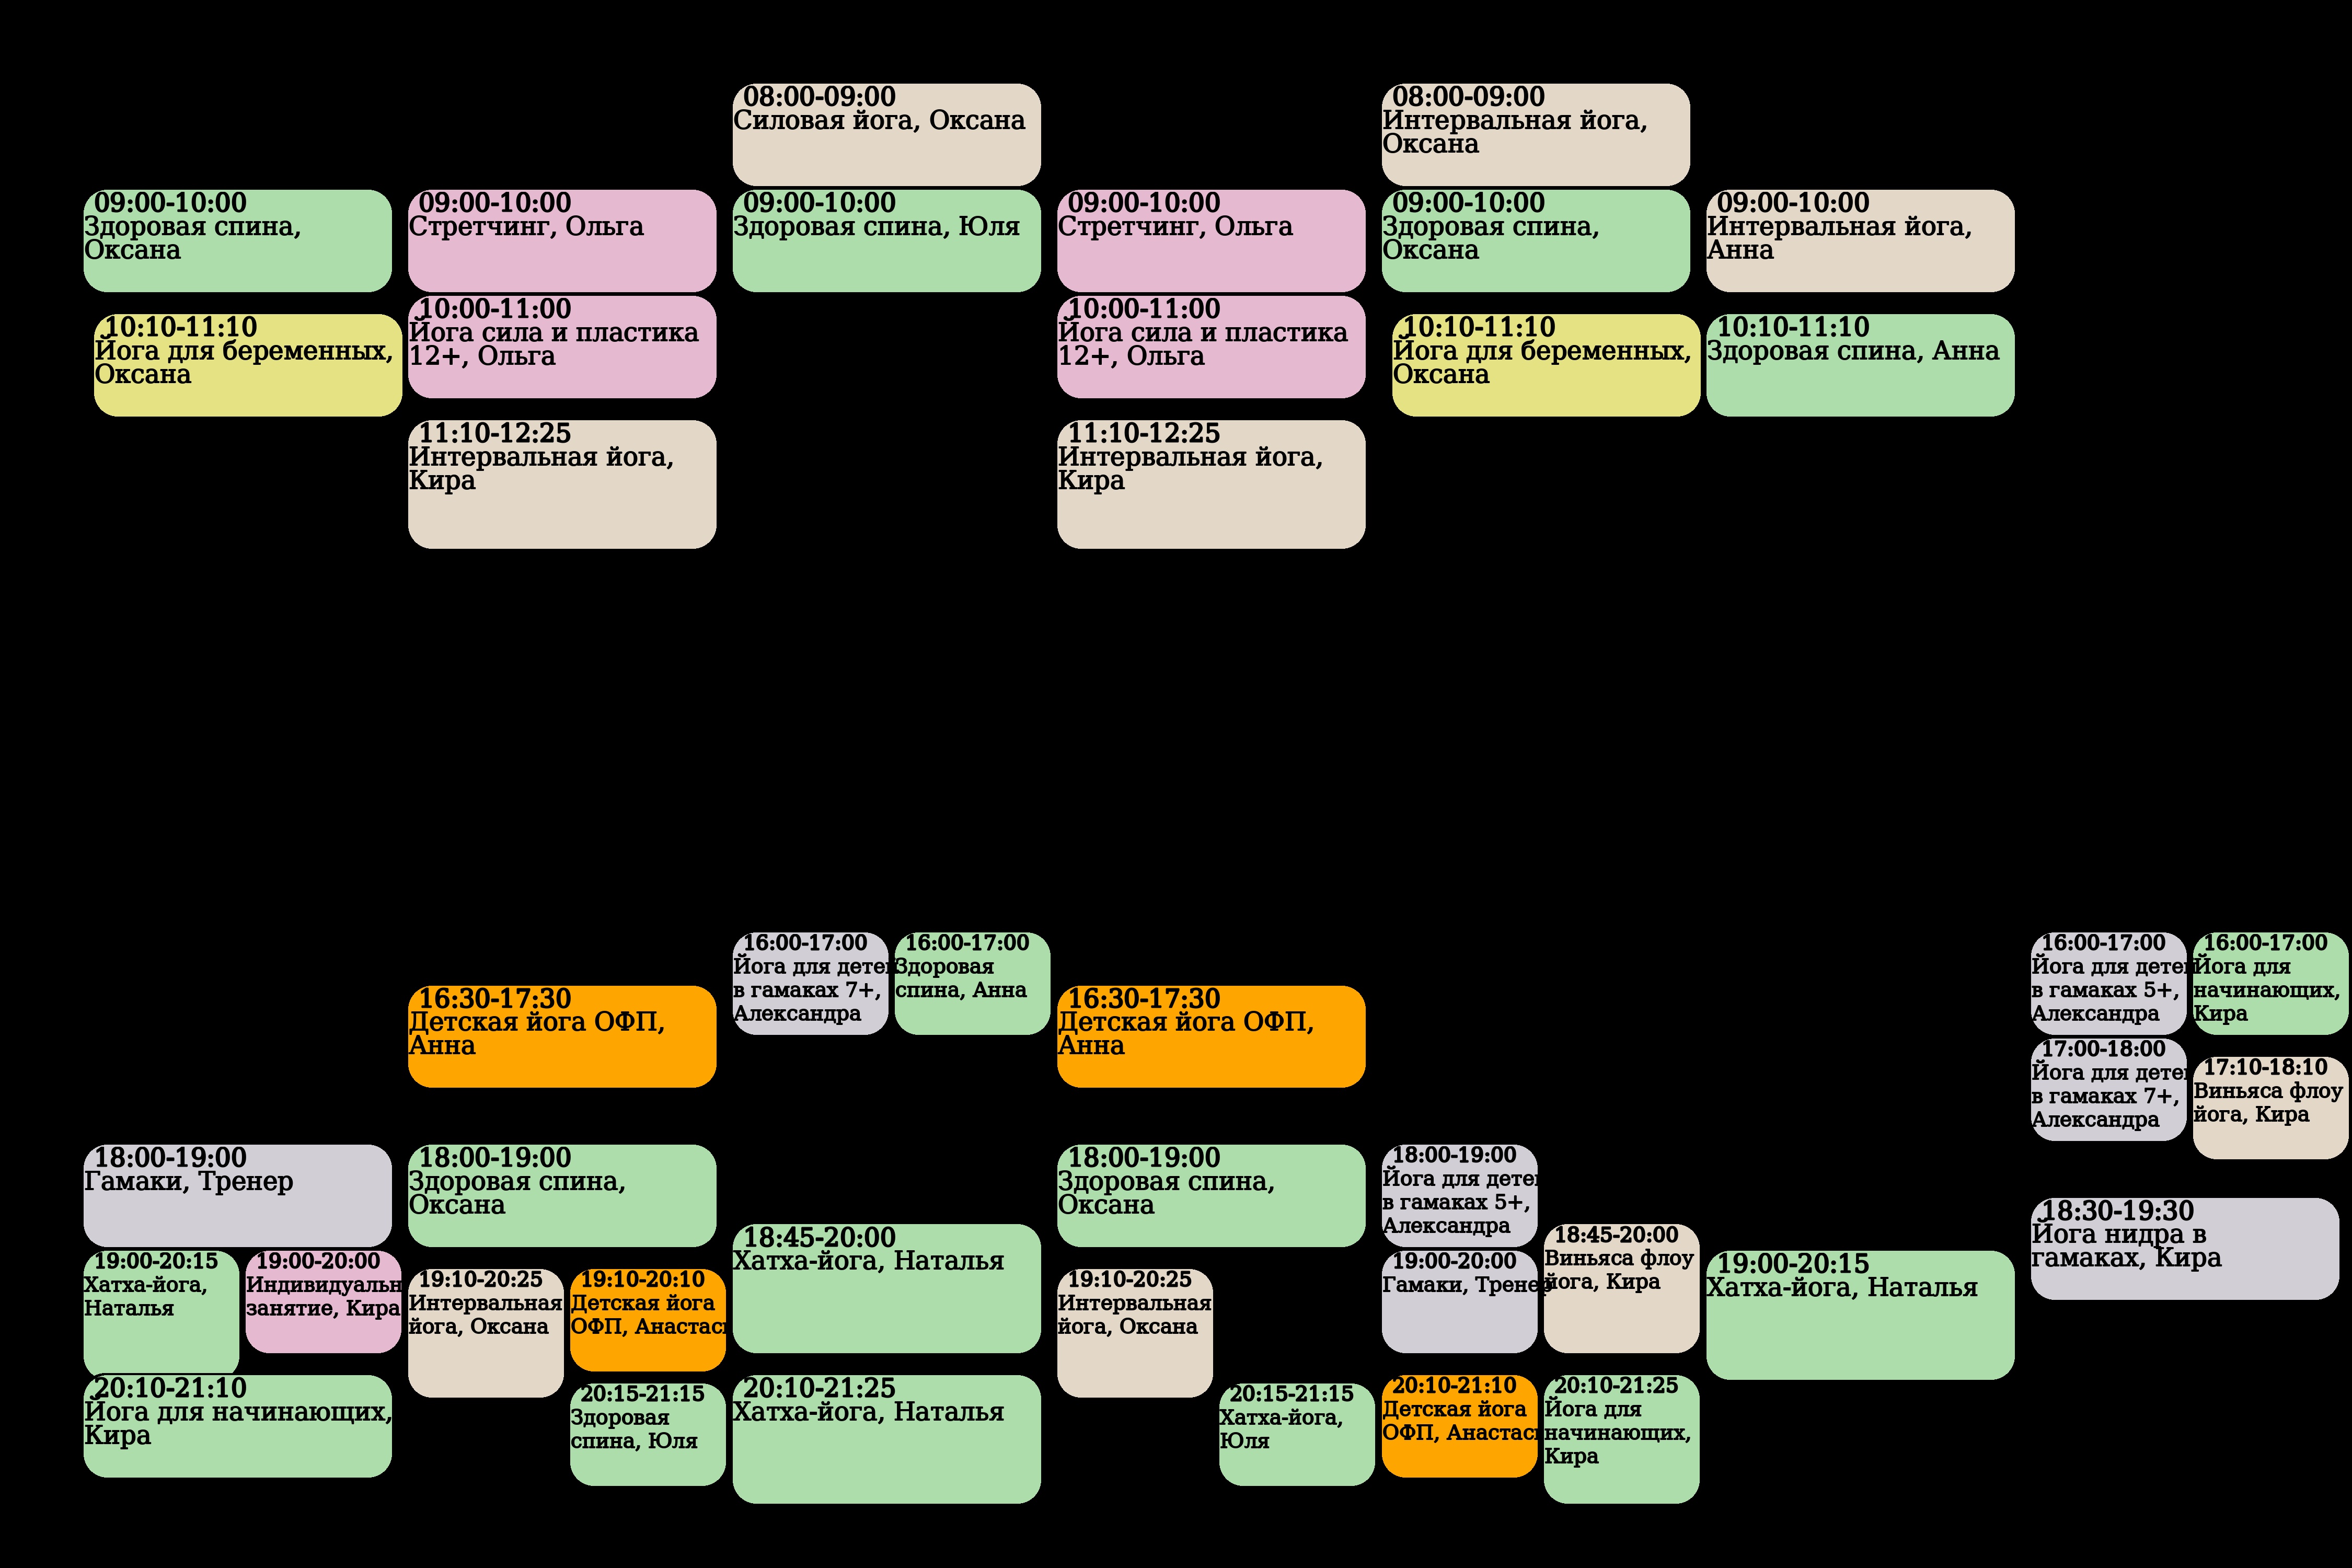 08:00-09:00
Силовая йога, Оксана
08:00-09:00
Интервальная йога,
Оксана
09:00-10:00
Здоровая спина,
Оксана
09:00-10:00
Стретчинг, Ольга
09:00-10:00
Здоровая спина, Юля
09:00-10:00
Стретчинг, Ольга
09:00-10:00
Здоровая спина,
Оксана
09:00-10:00
Интервальная йога,
Анна
10:10-11:10
Йога для беременных,
Оксана
10:00-11:00
Йога сила и пластика
12+, Ольга
10:00-11:00
Йога сила и пластика
12+, Ольга
10:10-11:10
Йога для беременных,
Оксана
10:10-11:10
Здоровая спина, Анна
11:10-12:25
Интервальная йога,
Кира
11:10-12:25
Интервальная йога,
Кира
16:00-17:00
Йога для детей
в гамаках 7+,
Александра
16:00-17:00
Здоровая
спина, Анна
16:00-17:00
Йога для детей
в гамаках 5+,
Александра
16:00-17:00
Йога для
начинающих,
Кира
16:30-17:30
Детская йога ОФП,
Анна
16:30-17:30
Детская йога ОФП,
Анна
17:00-18:00
Йога для дете
в гамаках 7+,
Александра
17:10-18:10
Виньяса флоу
йога, Кира
18:00-19:00
Гамаки, Тренер
18:00-19:00
Здоровая спина,
Оксана
18:00-19:00
Здоровая спина,
Оксана
18:00-19:00
Йога для дете
в гамаках 5+,
Александра
18:30-19:30
Йога нидра в
гамаках, Кира
18:45-20:00
Хатха-йога, Наталья
18:45-20:00
Виньяса флоу
йога, Кира
19:00-20:15
Хатха-йога,
Наталья
19:00-20:00
Индивидуальн
занятие, Кира
19:10-20:25
Интервальная
йога, Оксана
19:10-20:10
Детская йога
ОФП, Анастас
19:10-20:25
Интервальная
йога, Оксана
19:00-20:00
Гамаки, Тренер
19:00-20:15
Хатха-йога, Наталья
20:10-21:10
Йога для начинающих,
Кира
20:15-21:15
Здоровая
спина, Юля
20:10-21:25
Хатха-йога, Наталья
20:15-21:15
Хатха-йога,
Юля
20:10-21:10
Детская йога
ОФП, Анастас
20:10-21:25
Йога для
начинающих,
Кира